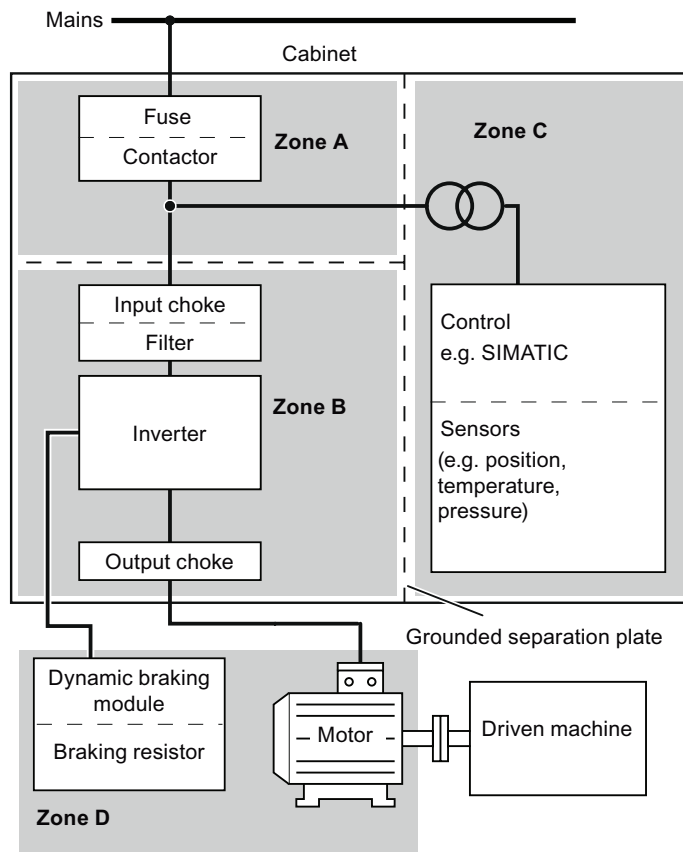 Mains
Cabinet
Fuse
Contactor
Zone A
Zone C
Input choke
Filter
Zone B
Inverter
Output choke
Control
e.g. SIMATIC
Sensors
(e.g. position,
temperature,
pressure)
Grounded separation plate
Dynamic braking
module
Braking resistor
Motor
Driven machine
Zone D